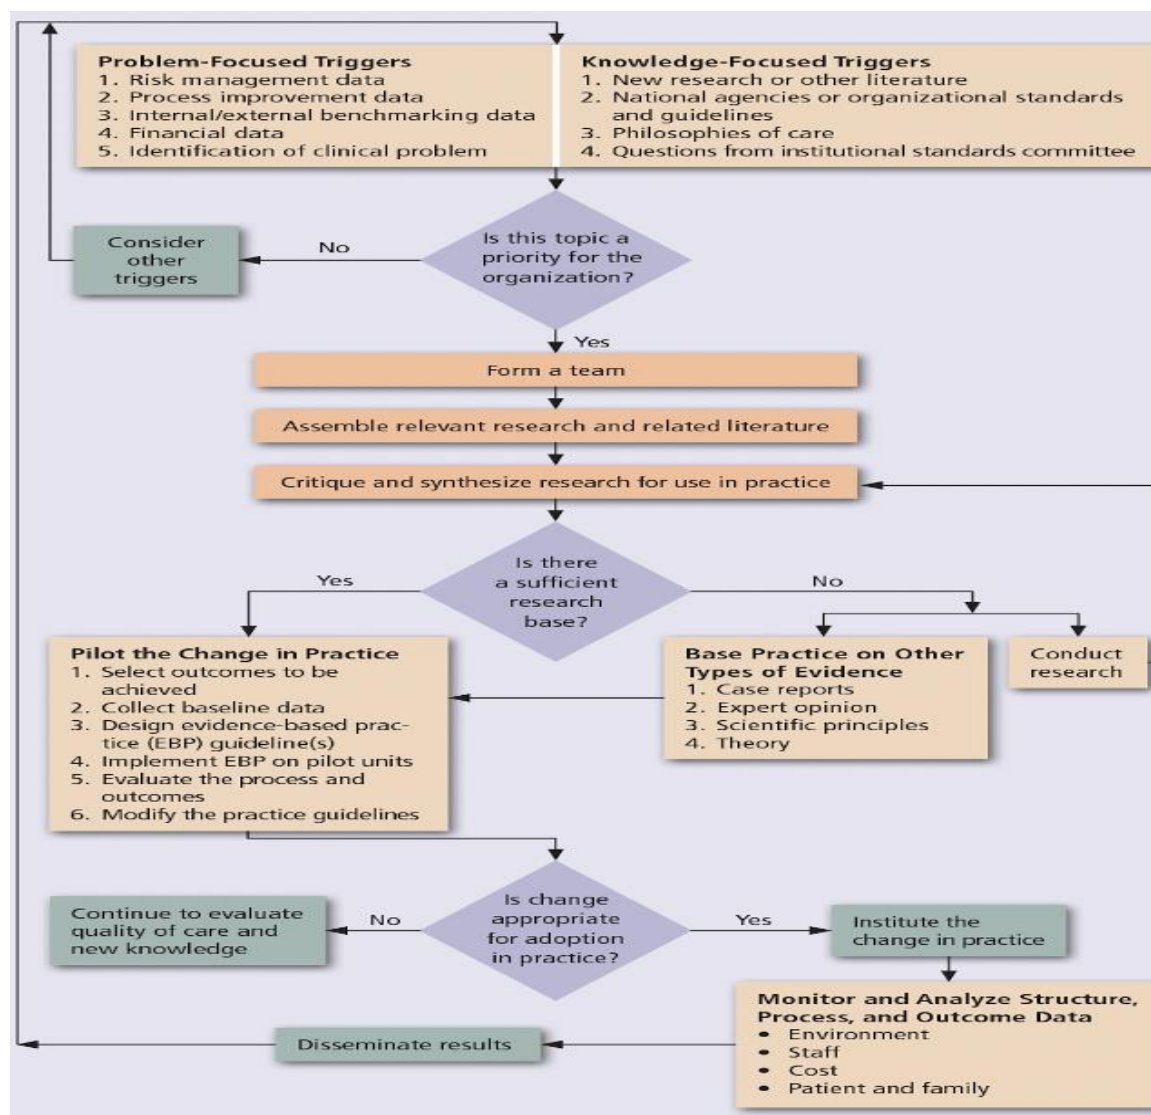 Problem-Focused Triggers
1. Risk management data
2. Process improvement data
3. Internal/external benchmarking data
4. Financial data
5. Identification of clinical problem
Knowledge-Focused Triggers
1. New research or other literature
2. National agencies or organizational standards
and guidelines
3. Philosophies of care
4. Questions from institutional standards committee
Is this topic a
priority for the
organization?
No
Consider
other
triggers
Yes
Form a team
Assemble relevant research and related literature
Critique and synthesize research for use in practice
Is there
a sufficient
research
base?
Yes
No
Pilot the Change in Practice
1. Select outcomes to be
achieved
2. Collect baseline data
3. Design evidence-based prac-
tice (EBP) guideline(s)
4. Implement EBP on pilot units
5. Evaluate the process and
outcomes
6. Modify the practice guidelines
Base Practice on Other
Types of Evidence
1. Case reports
2. Expert opinion
3. Scientific principles
4. Theory
Conduct
research
Is change
appropriate
for adoption
in practice?
No
Continue to evaluate
quality of care and
new knowledge
Yes
Institute the
change in practice
Monitor and Analyze Structure,
Process, and Outcome Data
• Environment
• Staff
• Cost
• Patient and family
Disseminate results